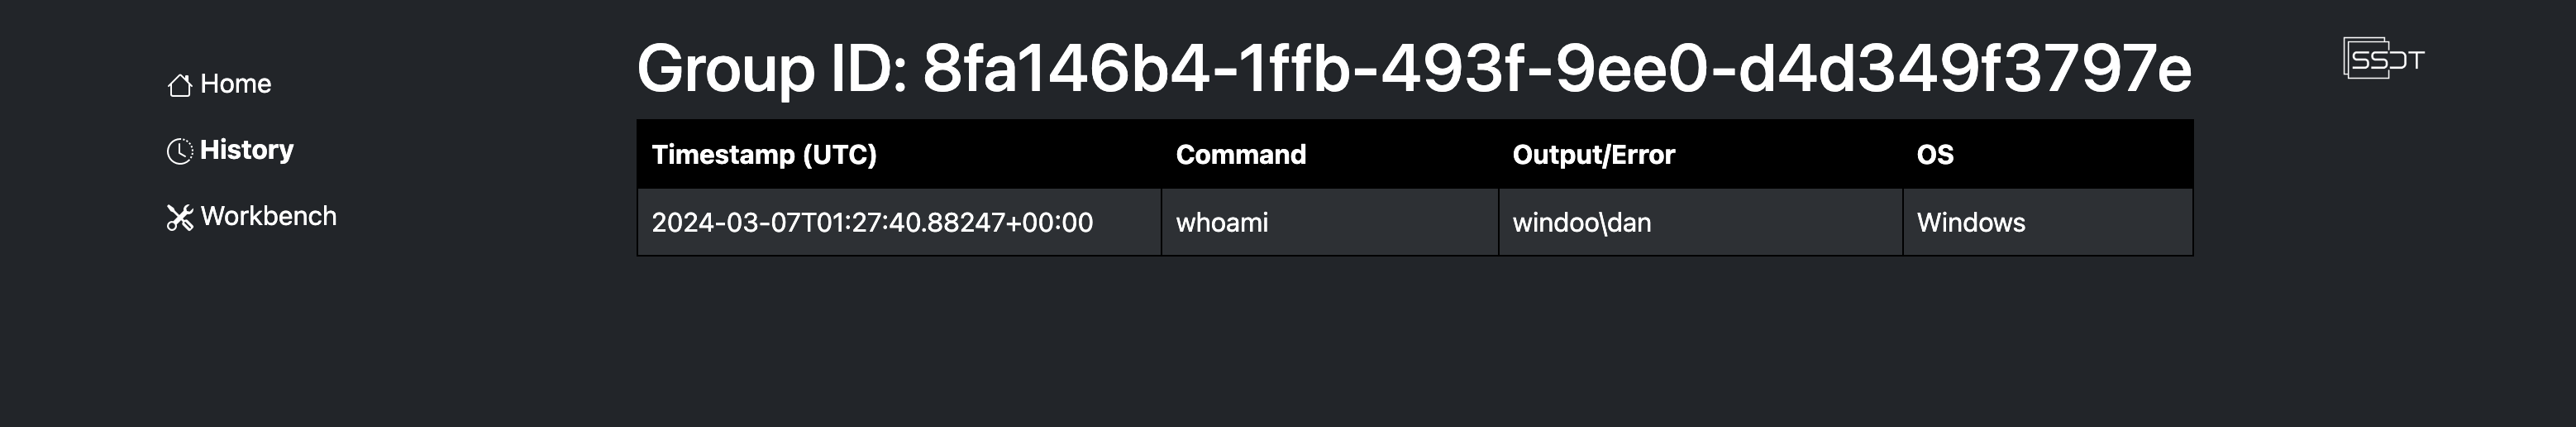 Home
History
Workbench
Group ID: 8fa146b4-1ffb-493f-9ee0-d4d349f3797e
Timestamp (UTC) Command Output/Error OS
2024-03-07T01:27:40.88247+00:00 whoami windoo\dan Windows
SSDT